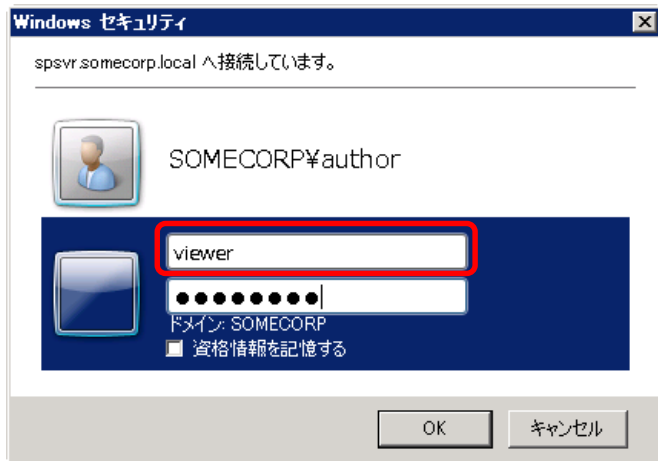 Windows セキュリティ
spsvr.somecorp.local へ接続しています。
SOMECORP¥author
viewer
●●●●●●●●
ドメイン: SOMECORP
資格情報を記憶する
OK
キャンセル